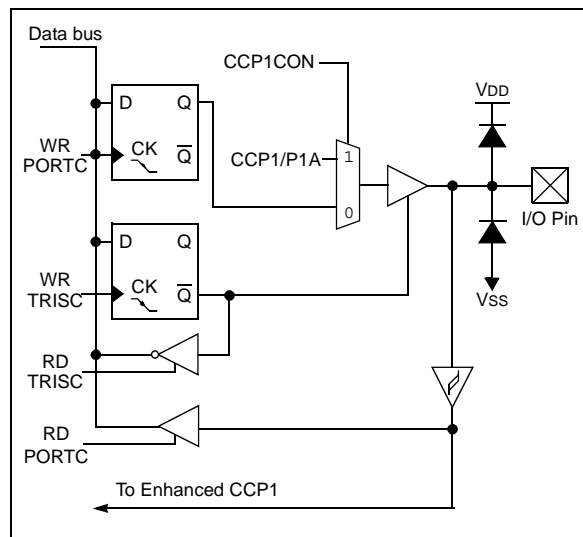 Data bus
CCP1CON
VDD
D
Q
WR
PORTC
CK
Q
CCP1/P1A
1
0
I/O Pin
D
Q
WR
TRISC
CK
Q
VSS
RD
TRISC
RD
PORTC
To Enhanced CCP1